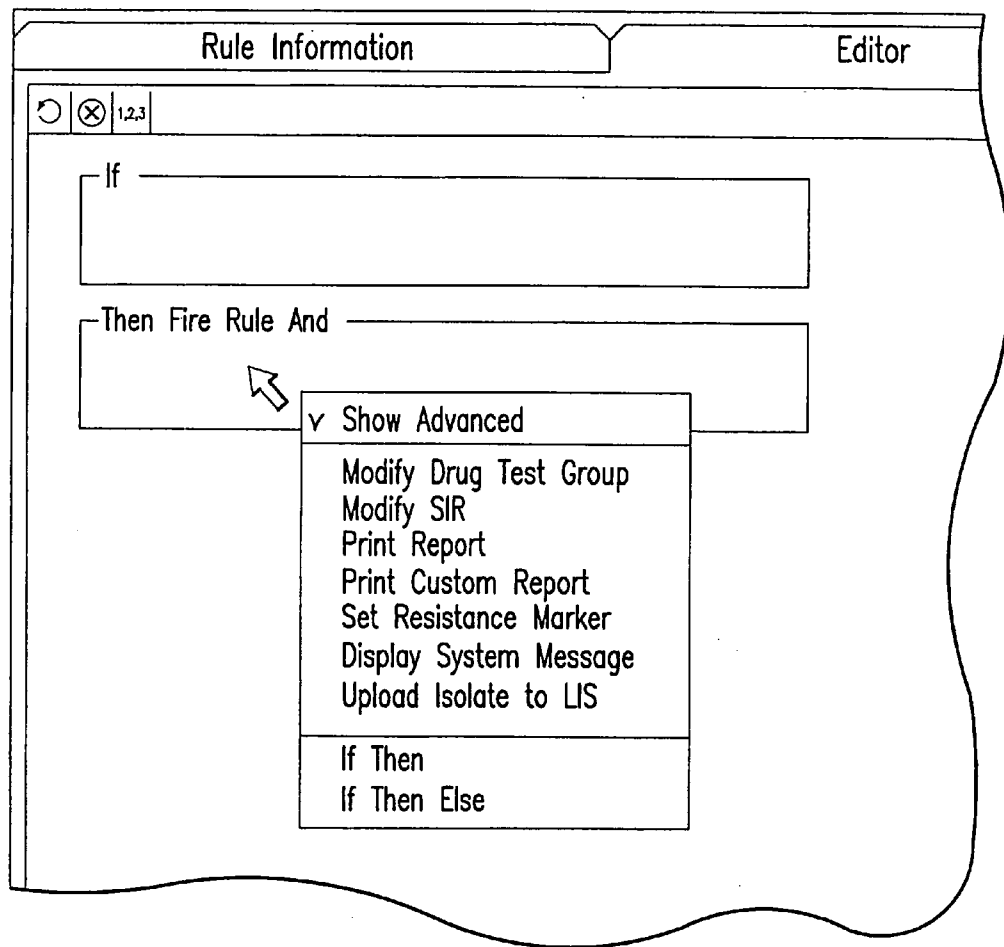 Rule Information
Editor
1,2,3
If
Then Fire Rule And
Show Advanced
Modify Drug Test Group
Modify SIR
Print Report
Print Custom Report
Set Resistance Marker
Display System Message
Upload Isolate to LIS
If Then
If Then Else